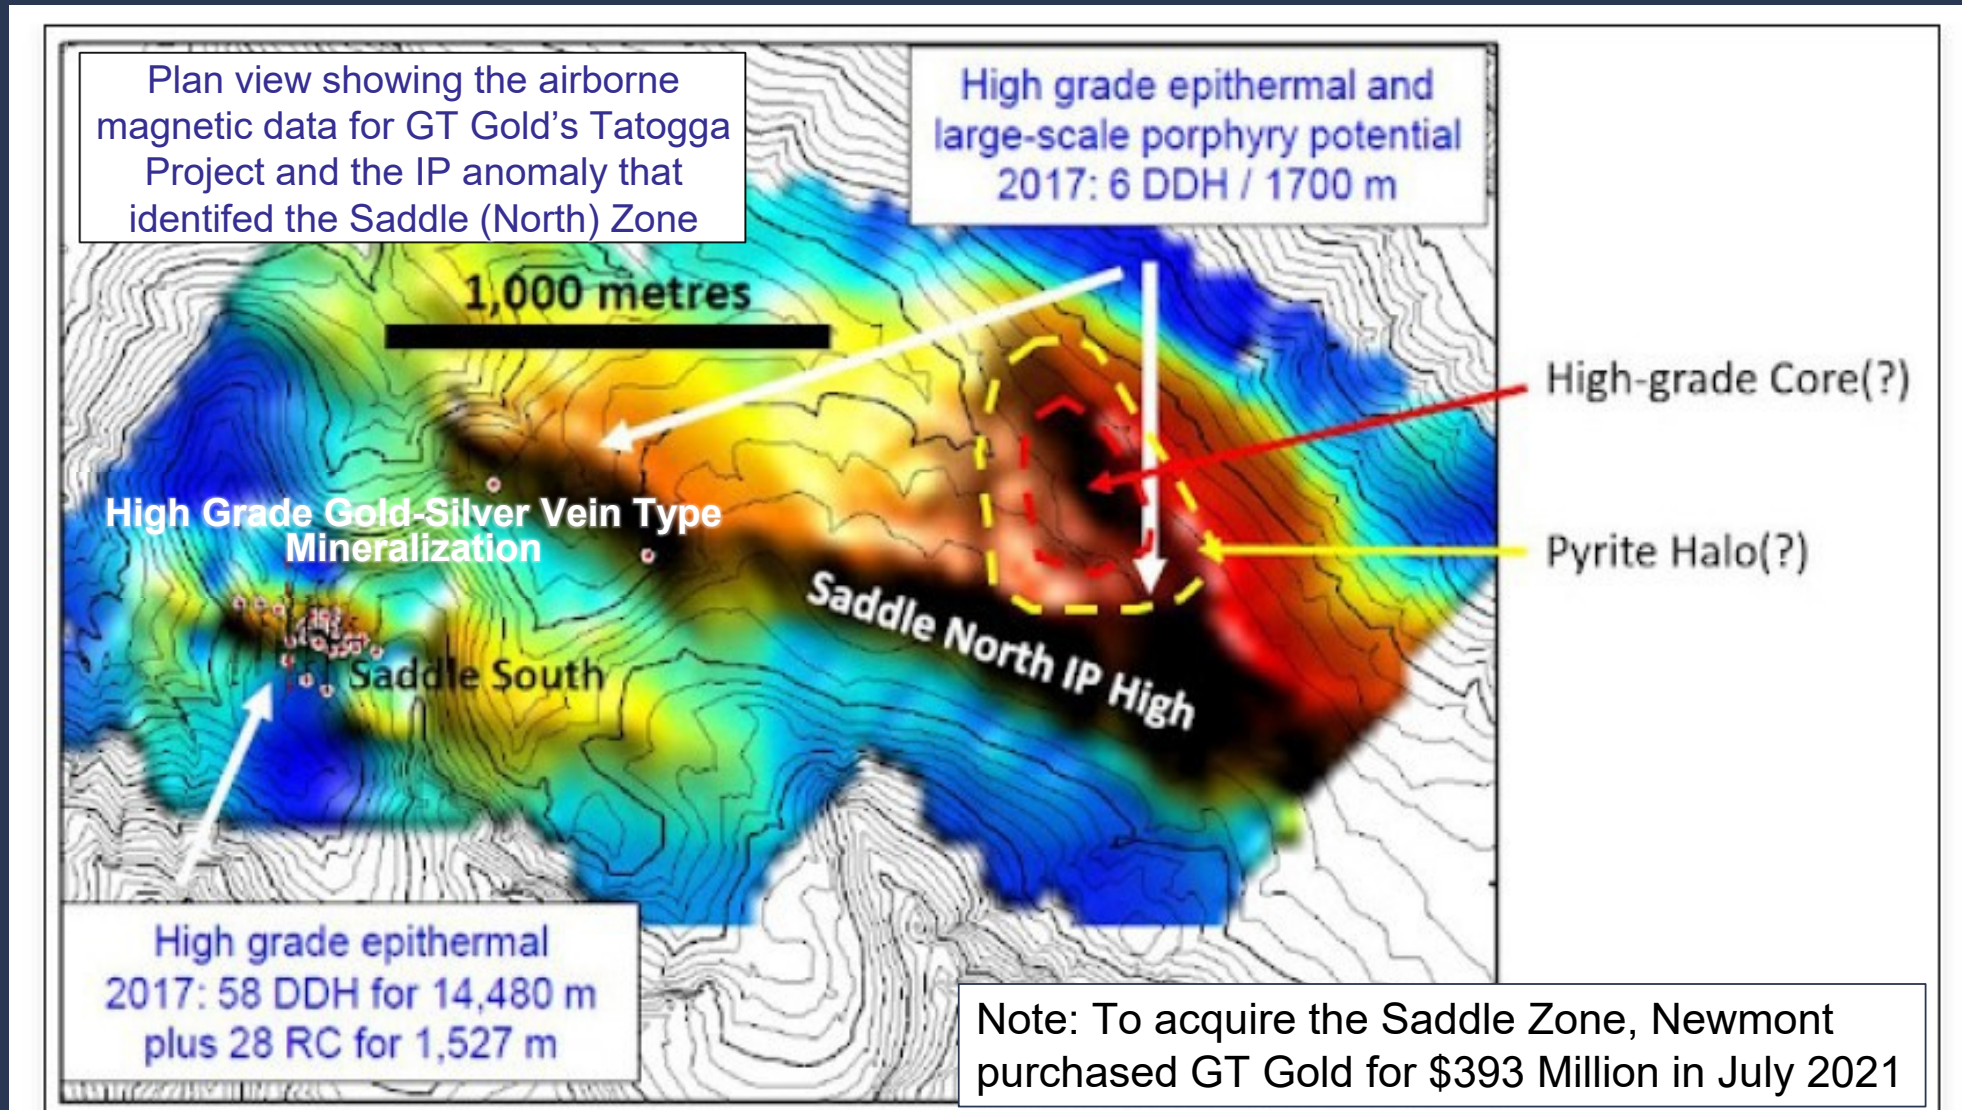 Plan view showing the airborne
magnetic data for GT Gold’s Tatogga
Project and the IP anomaly that
identifed the Saddle (North) Zone
High grade epithermal and
large-scale porphyry potential
2017: 6 DDH / 1700 m
1,000 metres
High-grade Core(?)
High Grade Gold-Silver Vein Type
Mineralization
Pyrite Halo(?)
Saddle North IP High
Saddle South
High grade epithermal
2017: 58 DDH for 14,480 m
plus 28 RC for 1,527 m
Note: To acquire the Saddle Zone, Newmont
purchased GT Gold for $393 Million in July 2021